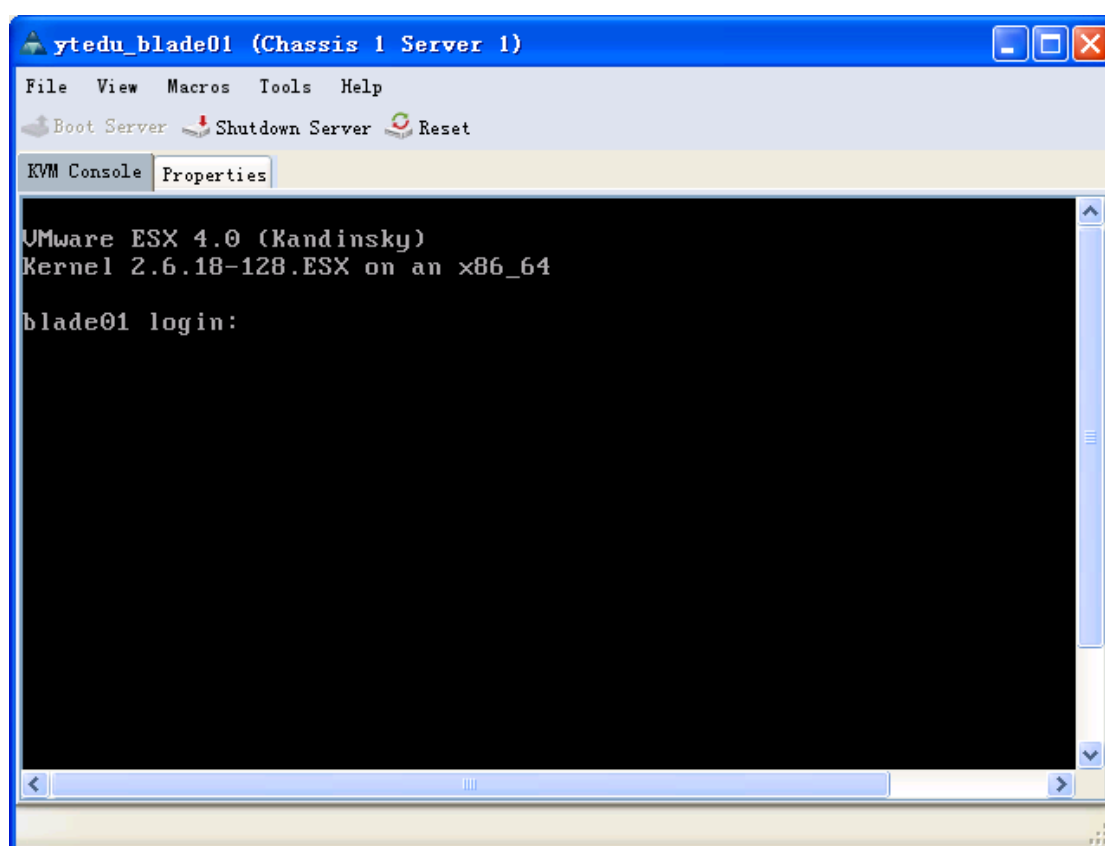 ytedu_blade01 (Chassis 1 Server 1)
File View Macros Tools Help
Boot Server Shutdown Server Reset
KVM Console Properties
VMware ESX 4.0 (Kandinsky)
Kernel 2.6.18-128.ESX on an x86_64
blade01 login: